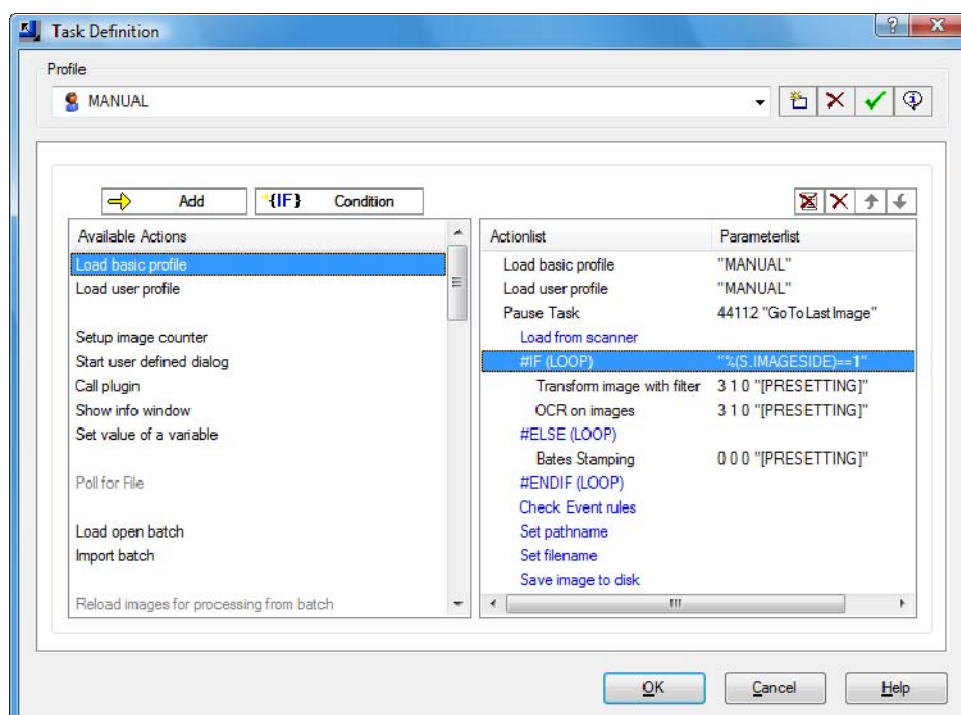 Task Definition
Profile
MANUAL
Add
{IF} Condition
Available Actions
Load basic profile
Load user profile
Setup image counter
Start user defined dialog
Call plugin
Show info window
Set value of a variable
Poll for File
Load open batch
Import batch
Reload images for processing from batch
Actionlist Parameterlist
Load basic profile "MANUAL"
Load user profile "MANUAL"
Pause Task 44112 "GoToLastImage"
Load from scanner
#IF (LOOP) "%(S.IMAGESIDE)==1"
Transform image with filter 3 1 0 "[PRESETTING]"
OCR on images 3 1 0 "[PRESETTING]"
#ELSE (LOOP)
Bates Stamping 0 0 0 "[PRESETTING]"
#ENDIF (LOOP)
Check Event rules
Set pathname
Set filename
Save image to disk
OK Cancel Help